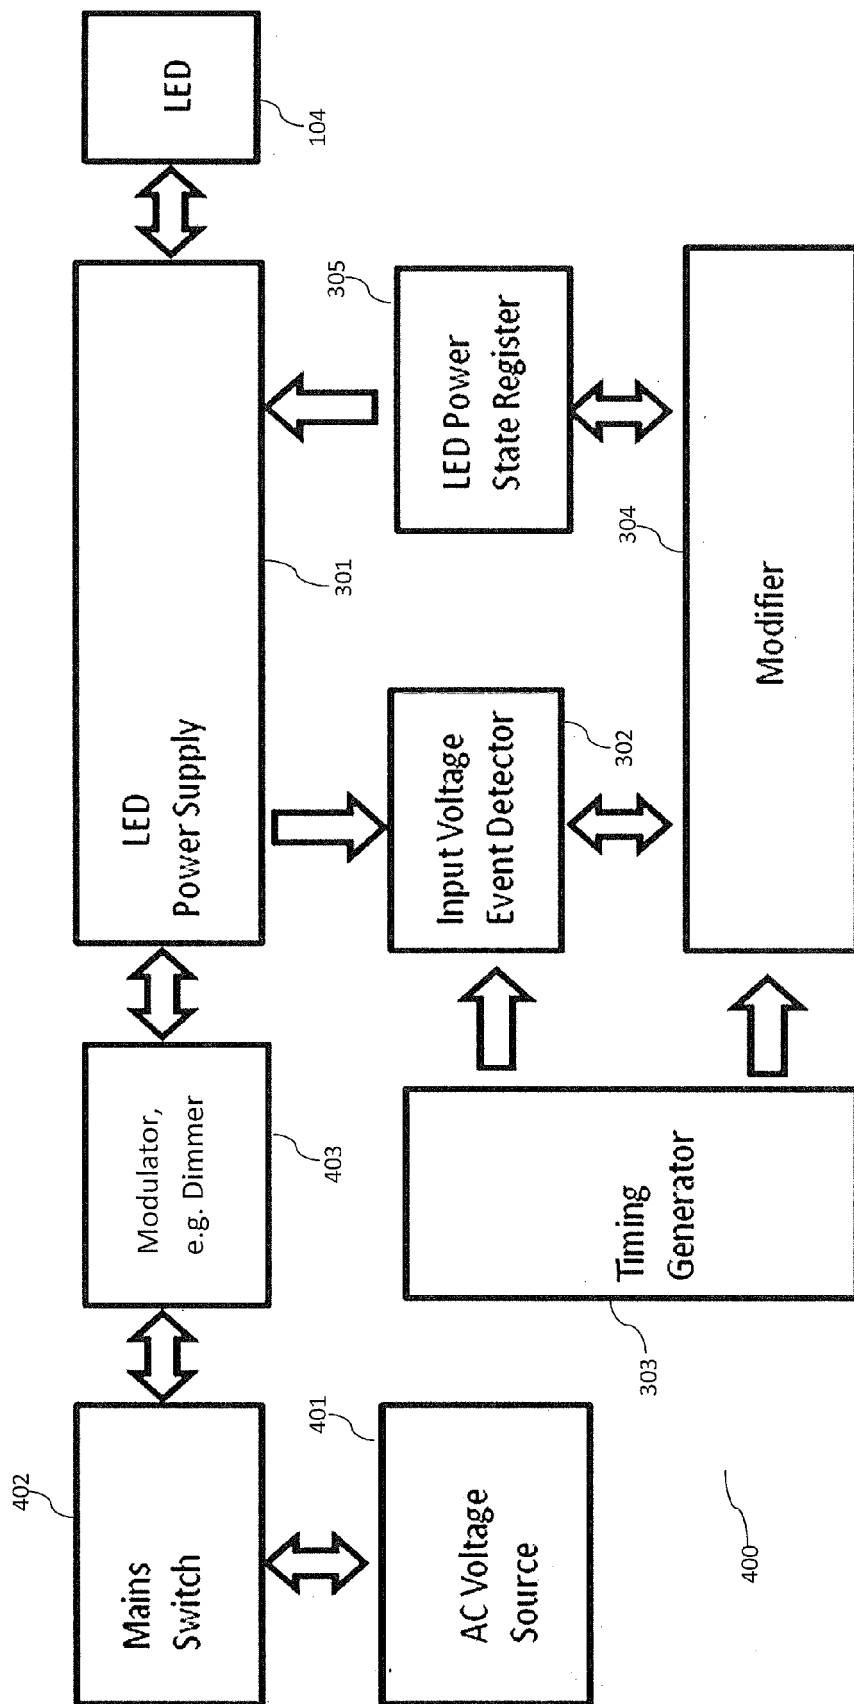 Mains
Switch
402
Modulator,
e.g. Dimmer
403
LED
Power Supply
301
LED
104
AC Voltage
Source
401
Input Voltage
Event Detector
302
LED Power
State Register
305
Timing
Generator
303
Modifier
304
400